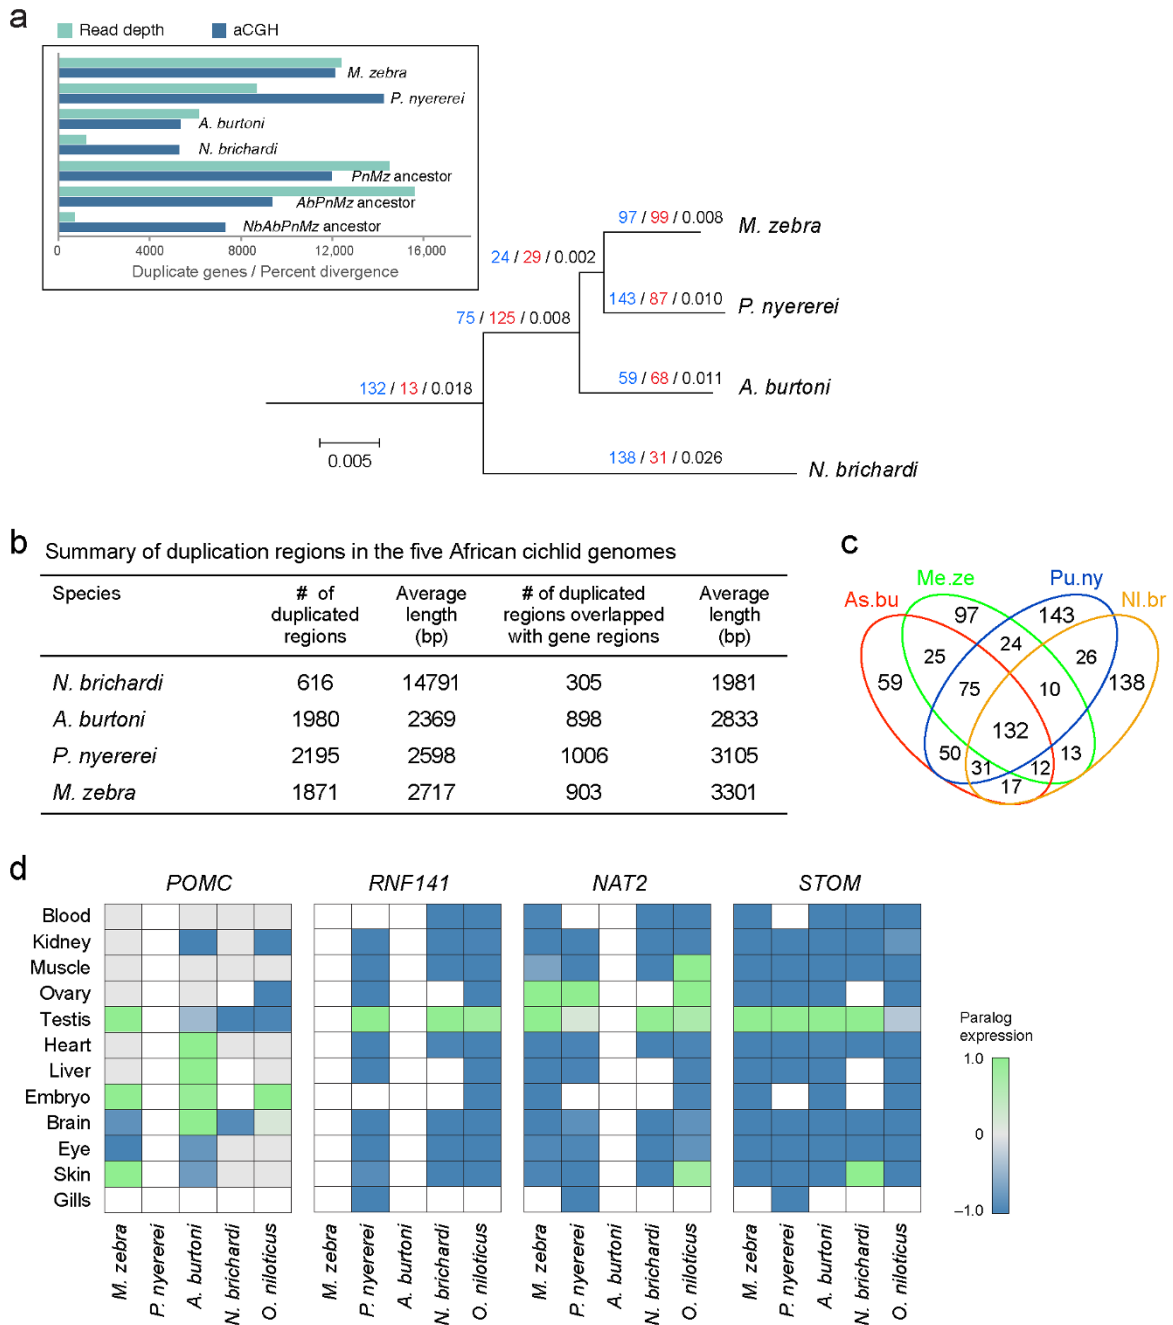 a
Read depth aCGH
M. zebra
P. nyererei
A. burtoni
N. brichardi
PnMz ancestor
AbPnMz ancestor
NbAbPnMz ancestor
0 4000 8000 12,000 16,000
Duplicate genes / Percent divergence
97 / 99 / 0.008
M. zebra
24 / 29 / 0.002
143 / 87 / 0.010
P. nyererei
75 / 125 / 0.008
59 / 68 / 0.011
A. burtoni
132 / 13 / 0.018
0.005
138 / 31 / 0.026
N. brichardi
b Summary of duplication regions in the five African cichlid genomes
Species # of duplicated regions Average length (bp) # of duplicated regions overlapped with gene regions Average length (bp)
N. brichardi 616 14791 305 1981
A. burtoni 1980 2369 898 2833
P. nyererei 2195 2598 1006 3105
M. zebra 1871 2717 903 3301
c
Me.ze Pu.ny
As.bu Nl.br
97 143
24
25 26
59 75 10 138
132
50 31 12 13
17
d
POMC RNF141 NAT2 STOM
Blood
Kidney
Muscle
Ovary
Testis
Heart
Liver
Embryo
Brain
Eye
Skin
Gills
Paralog
expression
1.0
0
–1.0
M. zebra P. nyererei A. burtoni N. brichardi O. niloticus
M. zebra P. nyererei A. burtoni N. brichardi O. niloticus
M. zebra P. nyererei A. burtoni N. brichardi O. niloticus
M. zebra P. nyererei A. burtoni N. brichardi O. niloticus